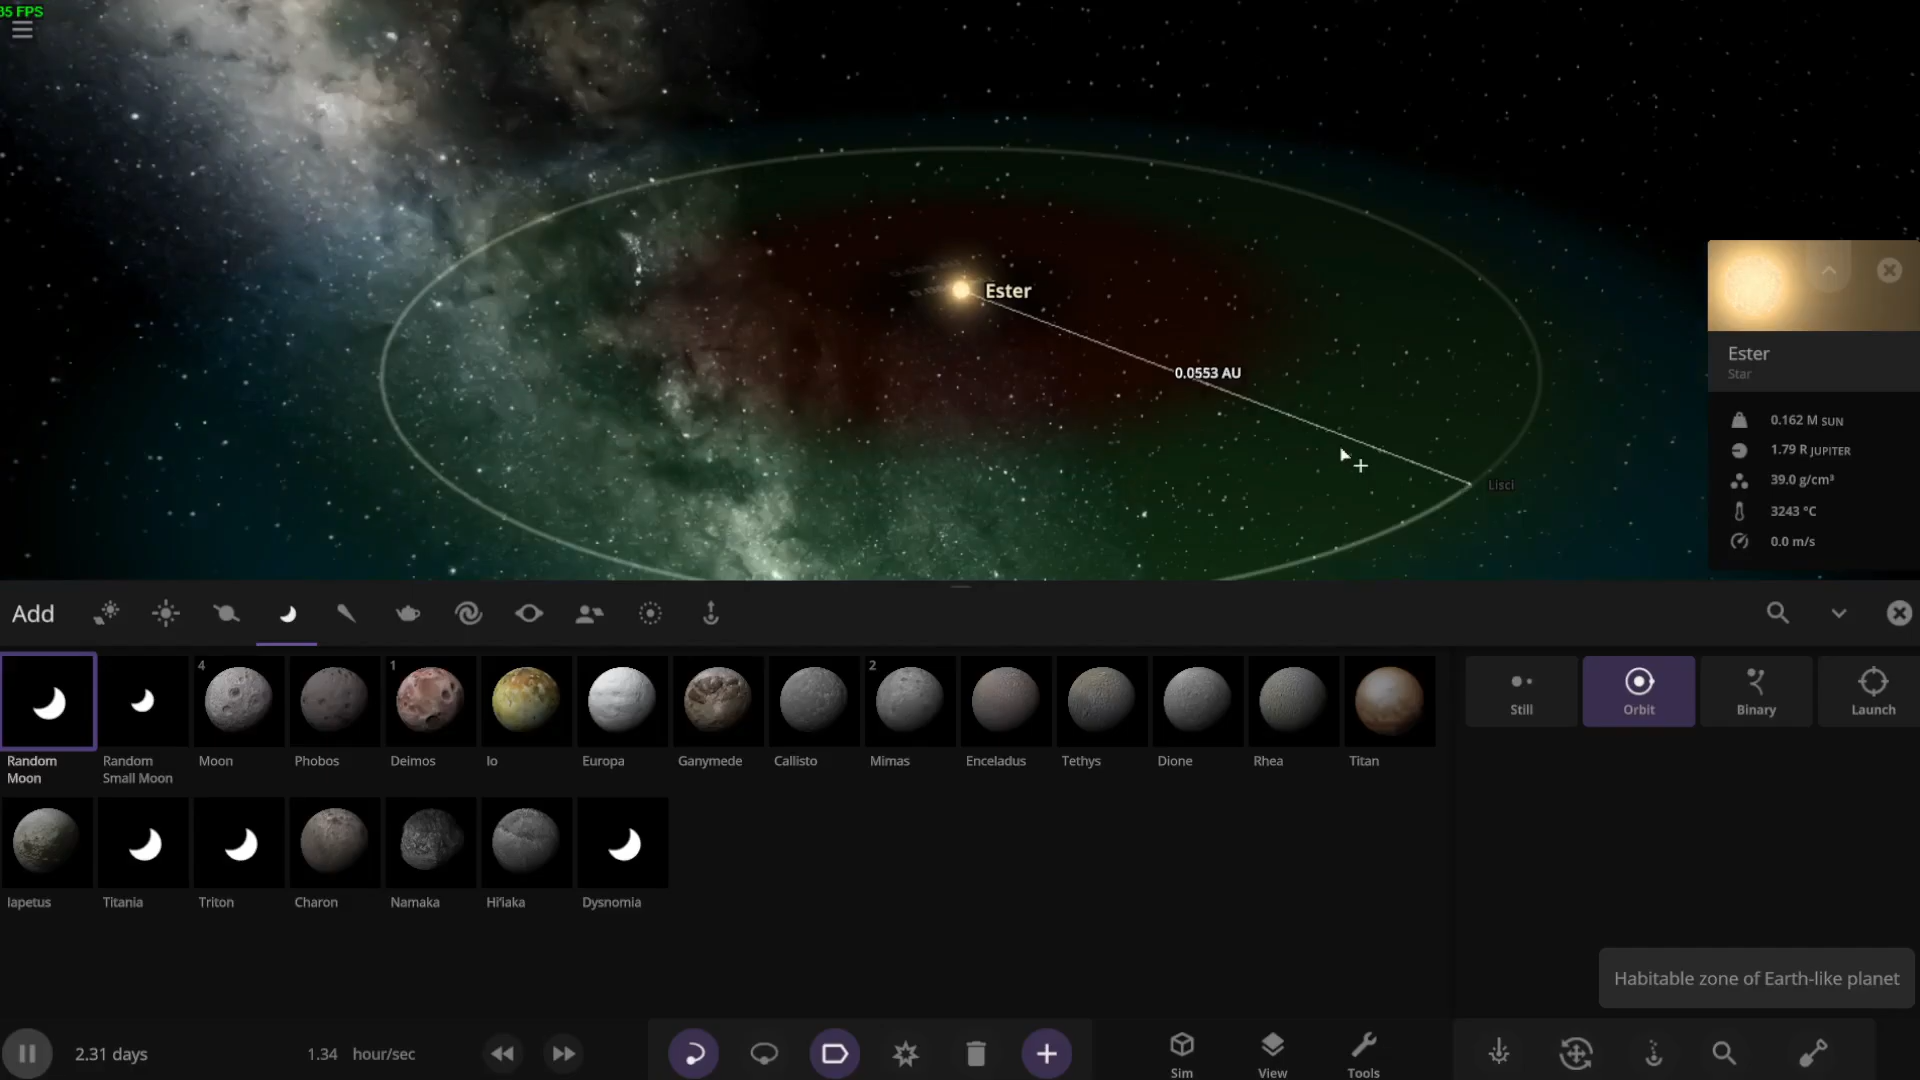 35 FPS
Ester
0.0553 AU
Lisci
Ester
Star
0.162 M SUN
1.79 R JUPITER
39.0 g/cm³
3243 °C
0.0 m/s
Add
Still
Orbit
Binary
Launch
4
1
2
Random Moon
Random Small Moon
Moon
Phobos
Deimos
Io
Europa
Ganymede
Callisto
Mimas
Enceladus
Tethys
Dione
Rhea
Titan
Iapetus
Titania
Triton
Charon
Namaka
Hi'iaka
Dysnomia
Habitable zone of Earth-like planet
2.31 days
1.34 hour/sec
Sim
View
Tools